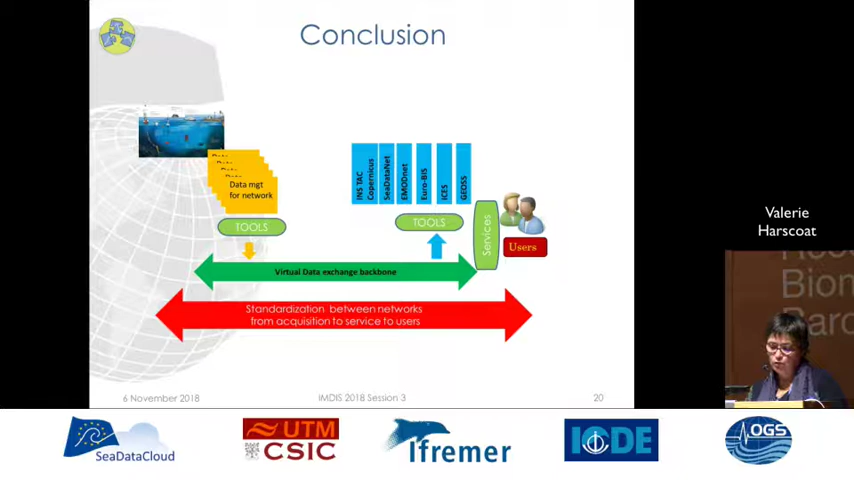 Conclusion
Data mgt
for network
TOOLS
INS TAC
Copernicus
SeaDataNet
EMODnet
Euro-BIS
ICES
GEOSS
TOOLS
Services
Users
Virtual Data exchange backbone
Standardization between networks
from acquisition to service to users
6 November 2018
IMDIS 2018 Session 3
20
Valerie
Harscoat
SeaDataCloud
UTM
CSIC
Ifremer
IODE
OGS